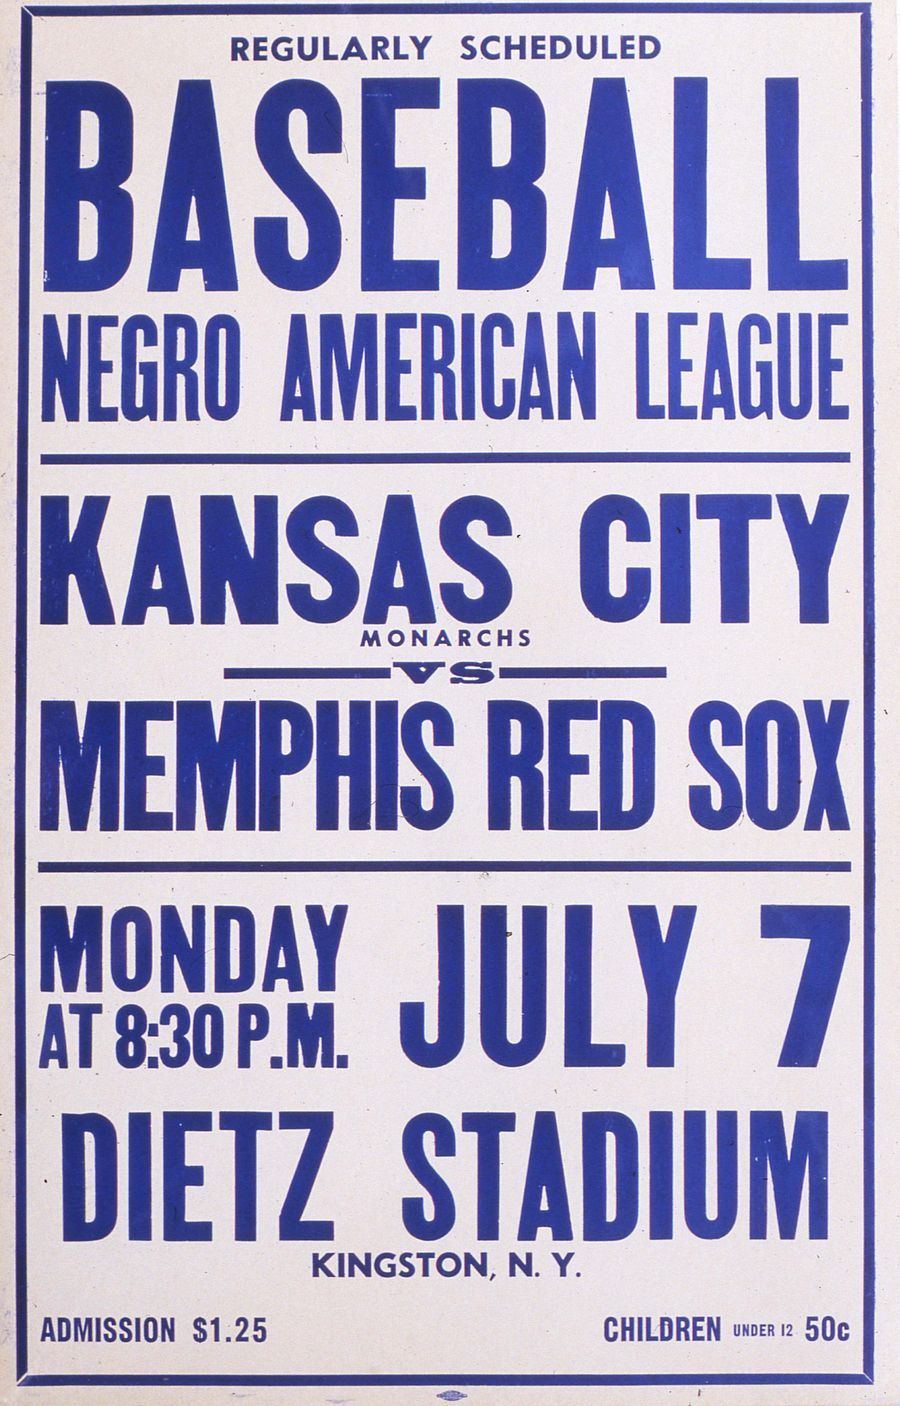 REGULARLY SCHEDULED
BASEBALL
NEGRO AMERICAN LEAGUE
KANSAS CITY
MONARCHS
VS
MEMPHIS RED SOX
MONDAY
AT 8:30 P.M.
JULY 7
DIETZ STADIUM
KINGSTON, N. Y.
ADMISSION $1.25
CHILDREN UNDER 12 50c